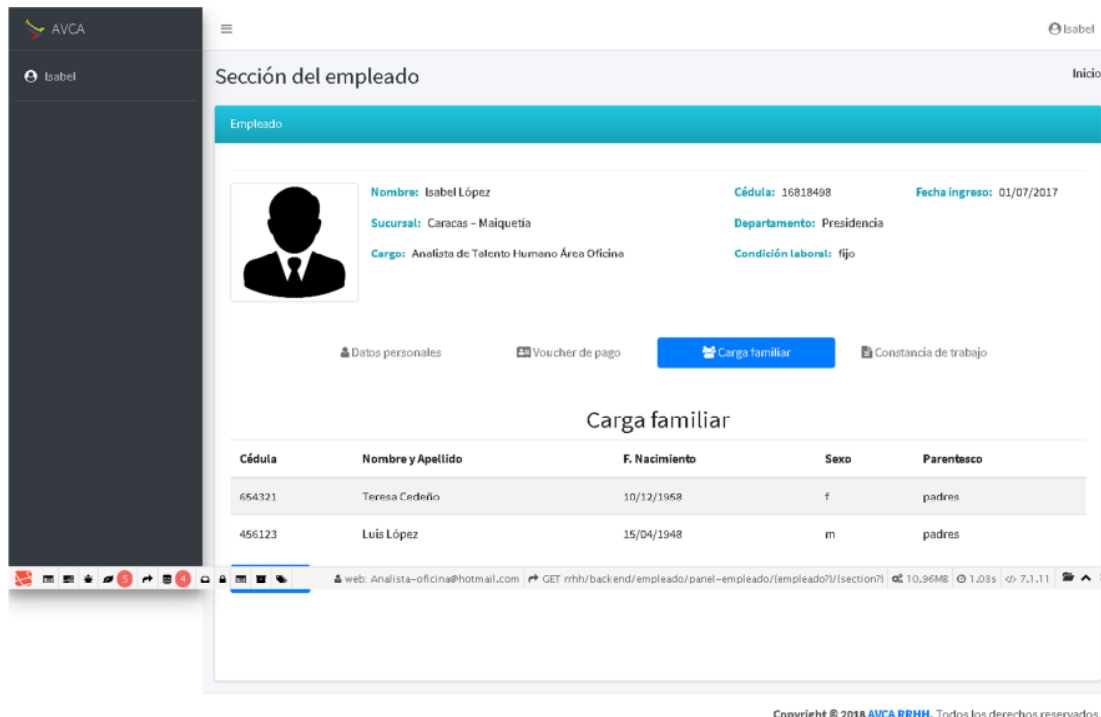 AVCA
Isabel
Isabel
Sección del empleado
Inicio
Empleado
Nombre: Isabel López
Cédula: 16818498
Fecha ingreso: 01/07/2017
Sucursal: Caracas - Maiquetía
Departamento: Presidencia
Cargo: Analista de Talento Humano Área Oficina
Condición laboral: fijo
Datos personales
Voucher de pago
Carga familiar
Constancia de trabajo
Carga familiar
Cédula Nombre y Apellido F. Nacimiento Sexo Parentesco
654321 Teresa Cedeño 10/12/1958 f padres
456123 Luis López 15/04/1948 m padres
5 4 web: Analista-oficina@hotmail.com GET rrhh/backend/empleado/panel-empleado/{empleado?}/{section?} 10.96MB 1.03s 7.1.11
Copyright © 2018 AVCA RRHH. Todos los derechos reservados.